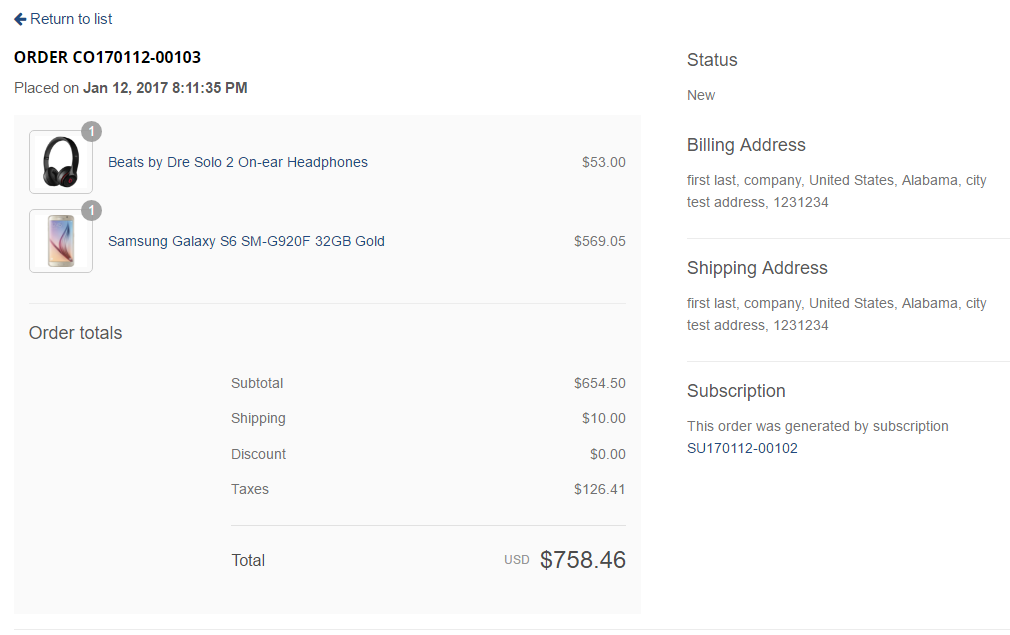 Return to list
ORDER CO170112-00103
Placed on Jan 12, 2017 8:11:35 PM
1
Beats by Dre Solo 2 On-ear Headphones $53.00
1
Samsung Galaxy S6 SM-G920F 32GB Gold $569.05
Order totals
Subtotal $654.50
Shipping $10.00
Discount $0.00
Taxes $126.41
Total USD $758.46
Status
New
Billing Address
first last, company, United States, Alabama, city
test address, 1231234
Shipping Address
first last, company, United States, Alabama, city
test address, 1231234
Subscription
This order was generated by subscription
SU170112-00102